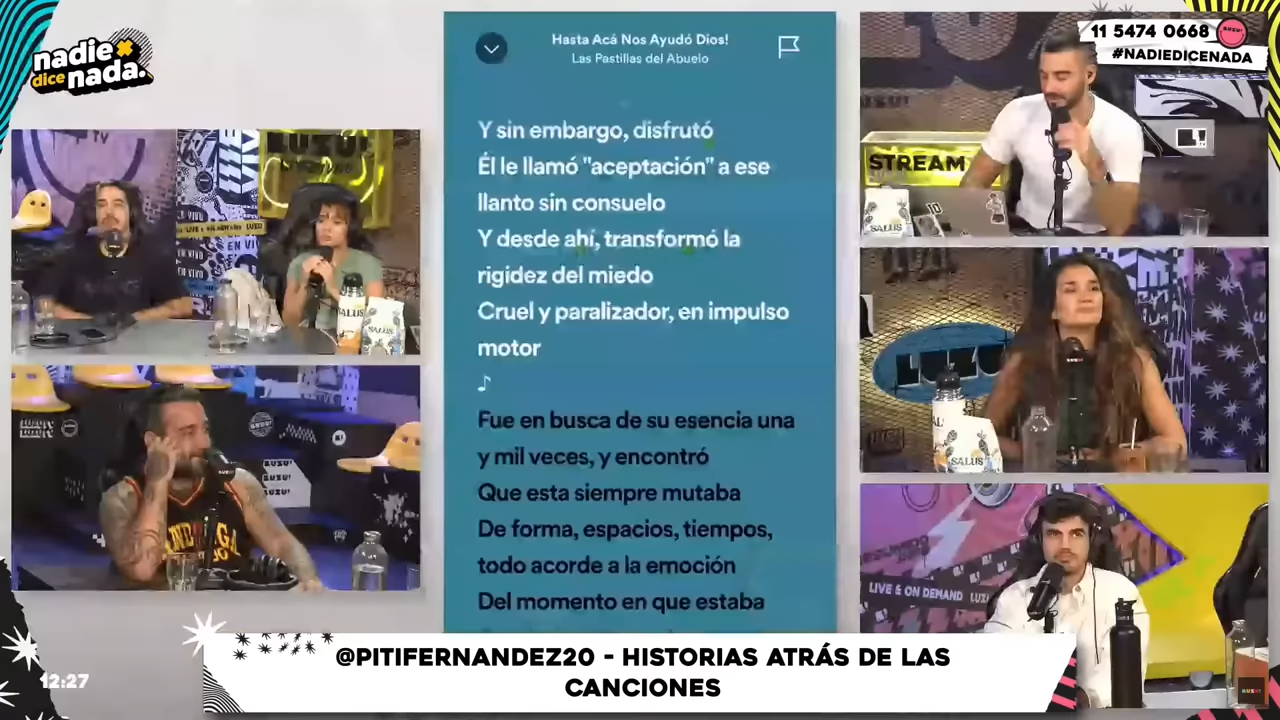 nadie
dice nada.
Hasta Acá Nos Ayudó Dios!
Las Pastillas del Abuelo
Y sin embargo, disfrutó
Él le llamó "aceptación" a ese
llanto sin consuelo
Y desde ahí, transformó la
rigidez del miedo
Cruel y paralizador, en impulso
motor
♪
Fue en busca de su esencia una
y mil veces, y encontró
Que esta siempre mutaba
De forma, espacios, tiempos,
todo acorde a la emoción
Del momento en que estaba
11 5474 0668
#NADIEDICENADA
STREAM
SALUS
SALUS
SALUS
LIVE & ON DEMAND
@PITIFERNANDEZ20 - HISTORIAS ATRÁS DE LAS
CANCIONES
12:27